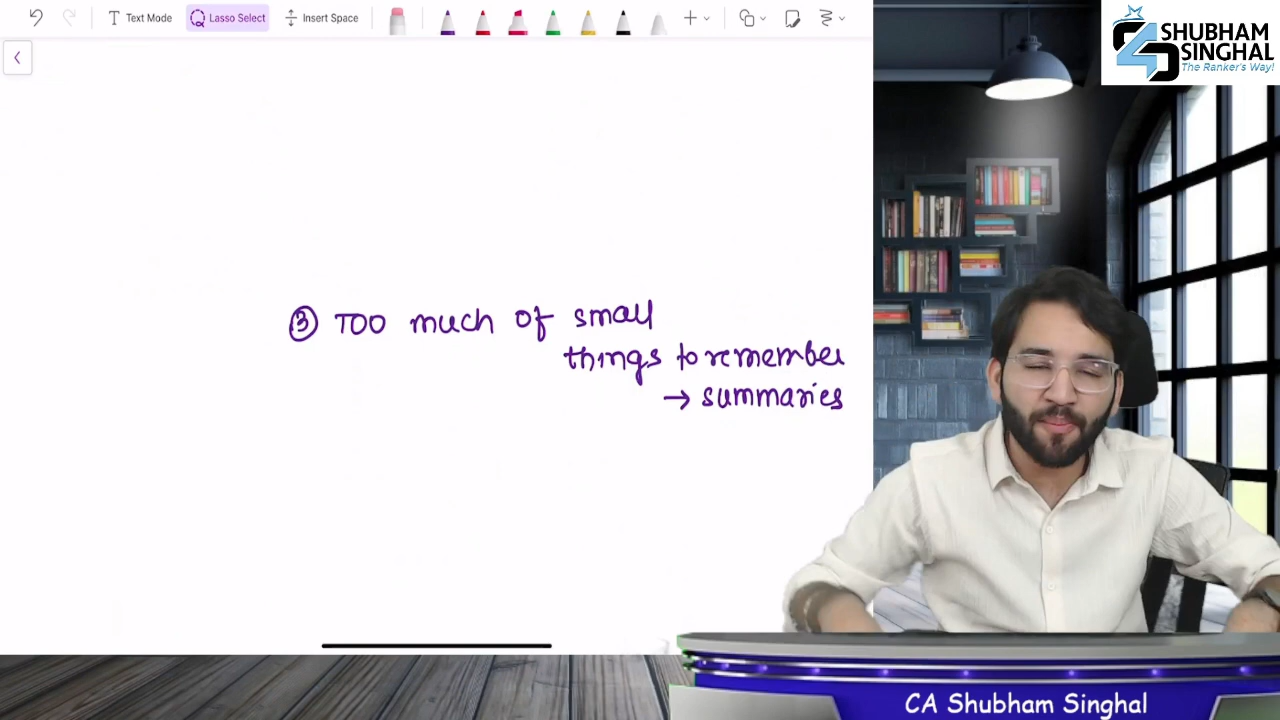 Text Mode
Lasso Select
Insert Space
SHUBHAM
SINGHAL
The Ranker's Way!
③ TOO much of small
things to remember
→ summaries
CA Shubham Singhal